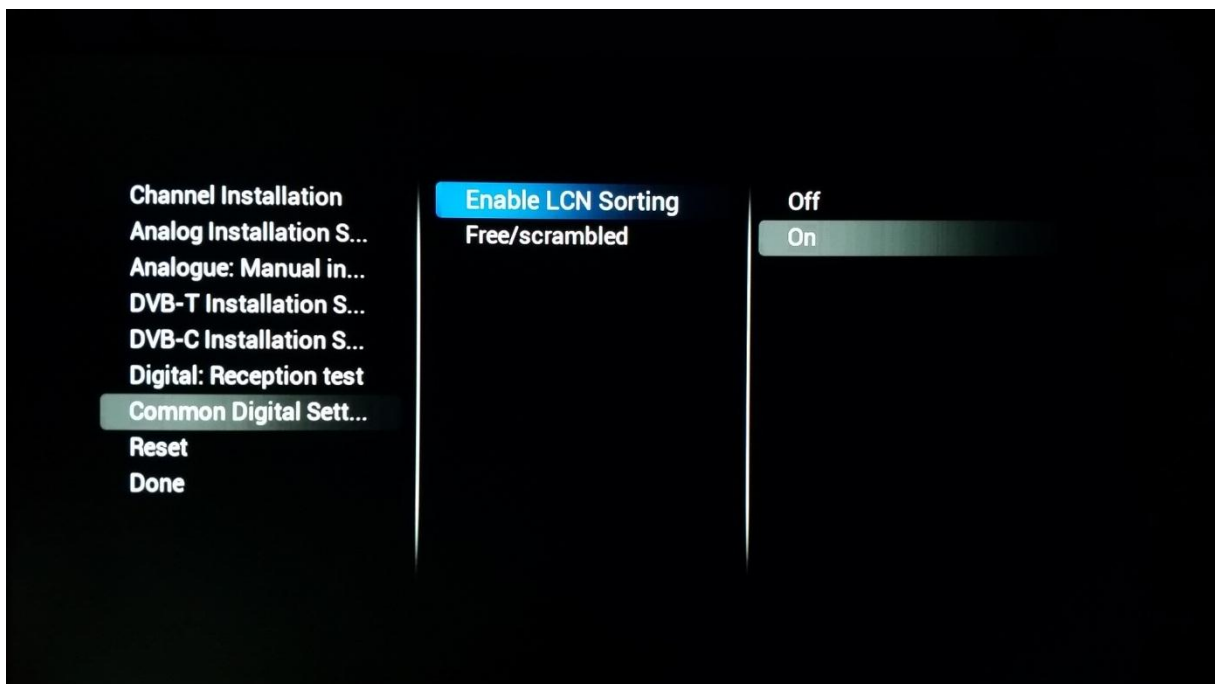 Channel Installation
Analog Installation S...
Analogue: Manual in...
DVB-T Installation S...
DVB-C Installation S...
Digital: Reception test
Common Digital Sett...
Reset
Done
Enable LCN Sorting
Free/scrambled
Off
On